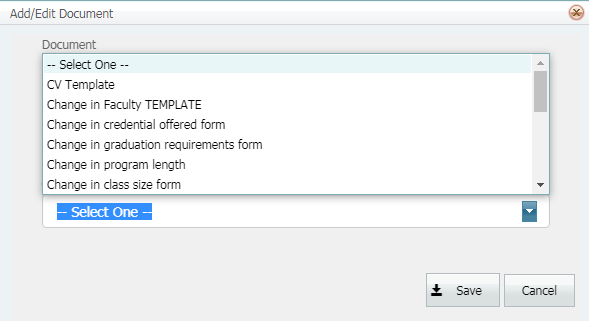 Add/Edit Document
Document
-- Select One --
CV Template
Change in Faculty TEMPLATE
Change in credential offered form
Change in graduation requirements form
Change in program length
Change in class size form
-- Select One --
Save
Cancel